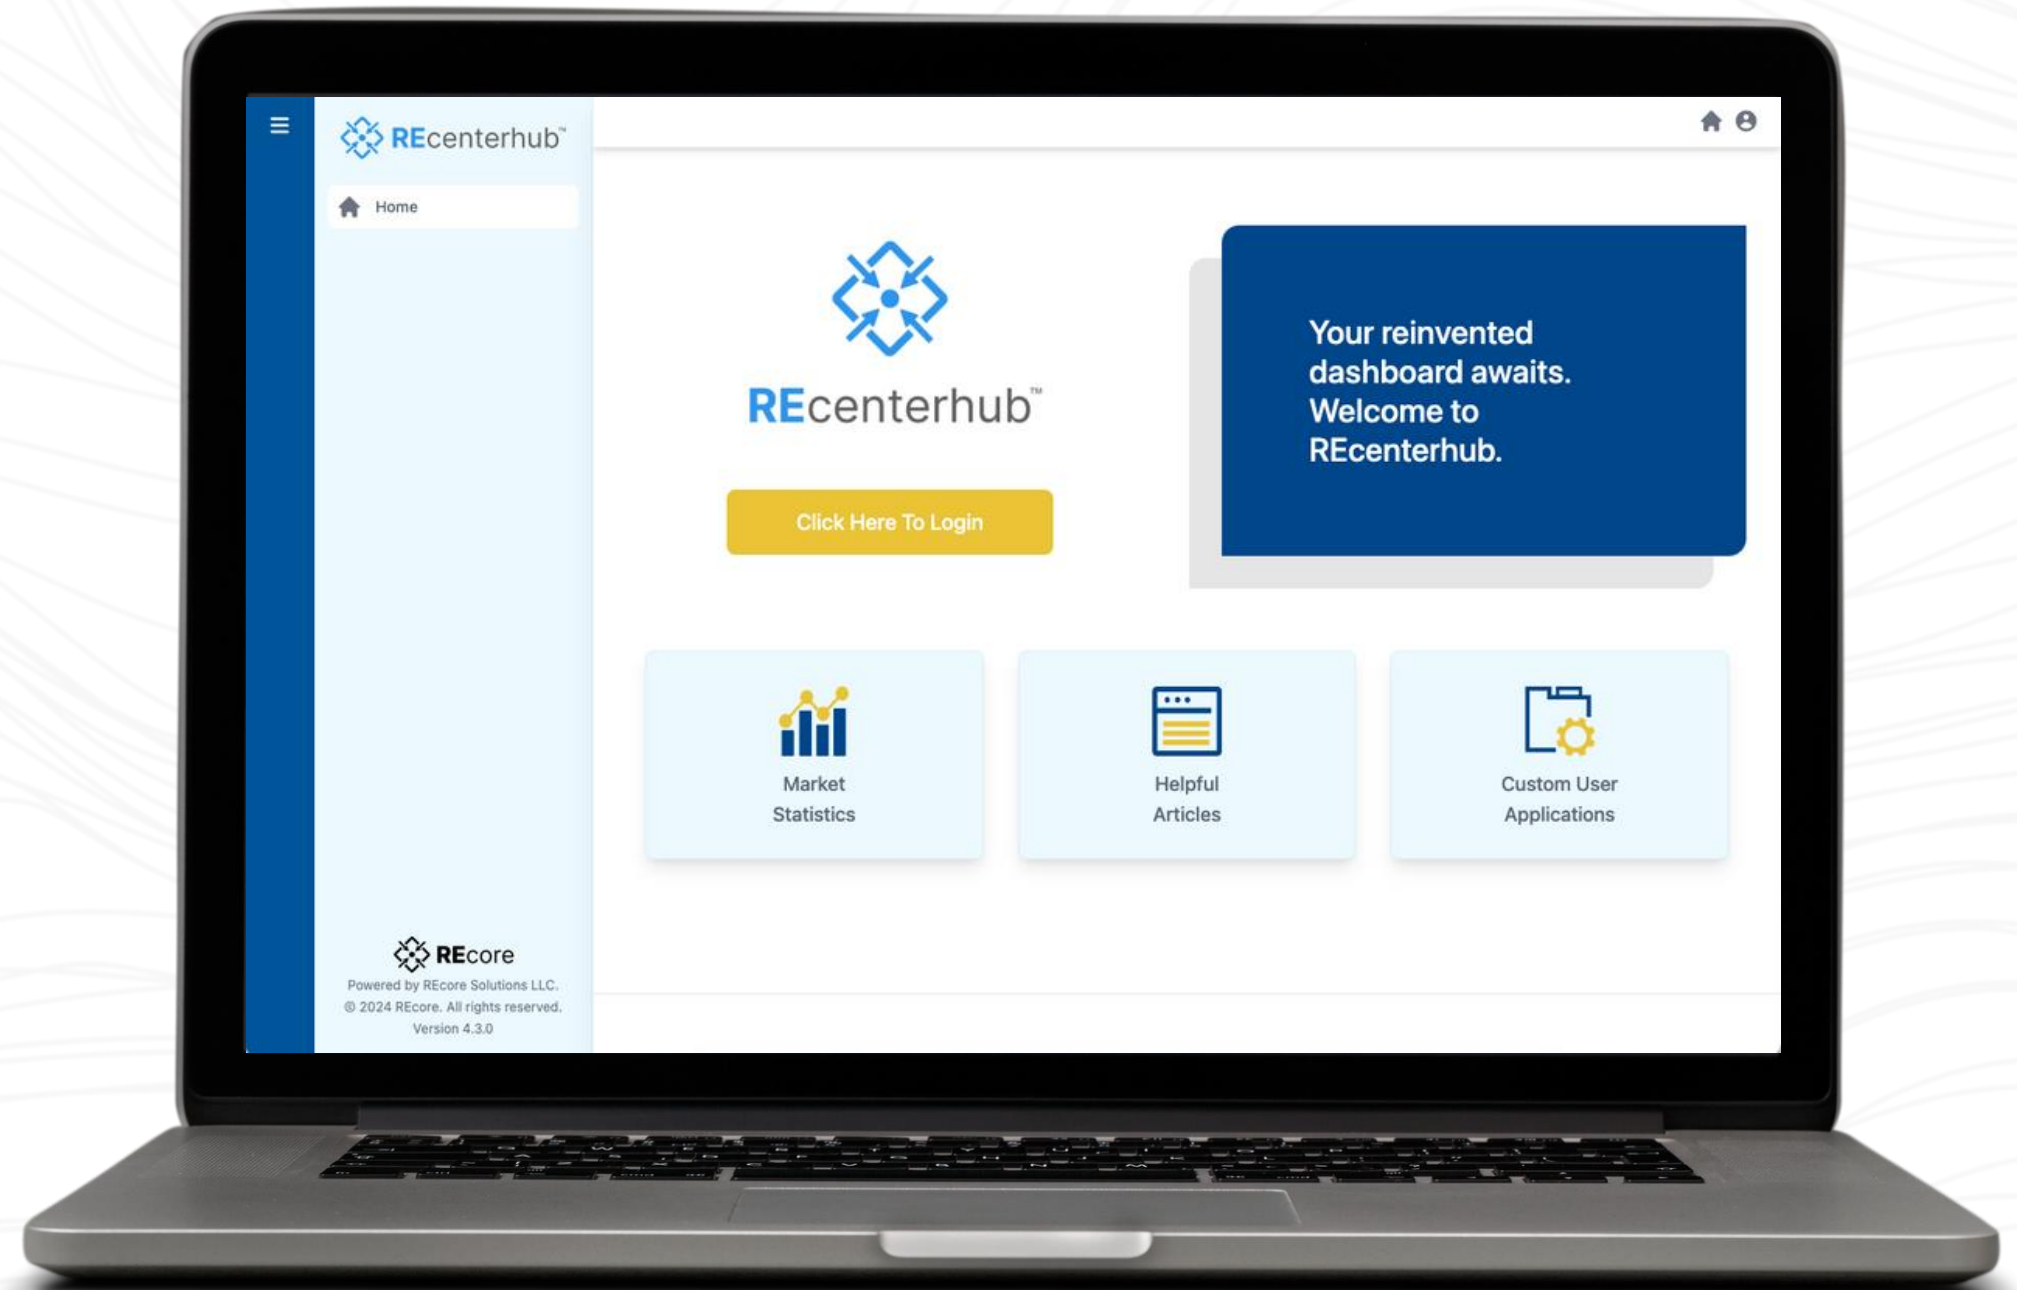 REcenterhub™
Home
REcenterhub™
Click Here To Login
Your reinvented
dashboard awaits.
Welcome to
REcenterhub.
Market
Statistics
Helpful
Articles
Custom User
Applications
REcore
Powered by REcore Solutions LLC.
© 2024 REcore. All rights reserved.
Version 4.3.0